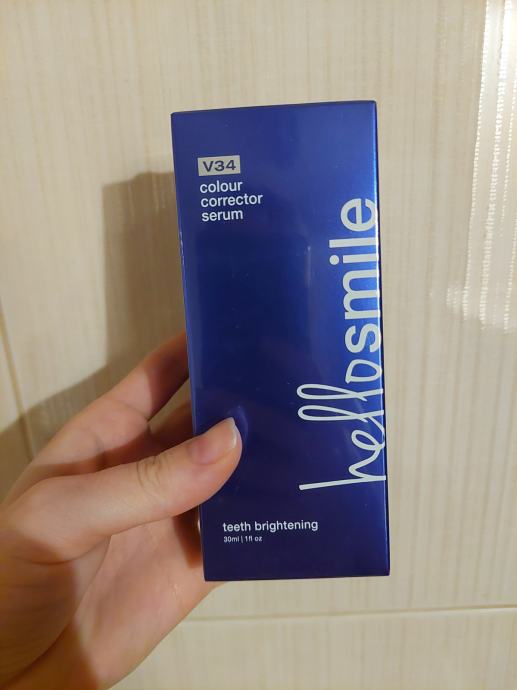 V34
colour
corrector
serum
hellosmile
teeth brightening
30ml | 1fl oz